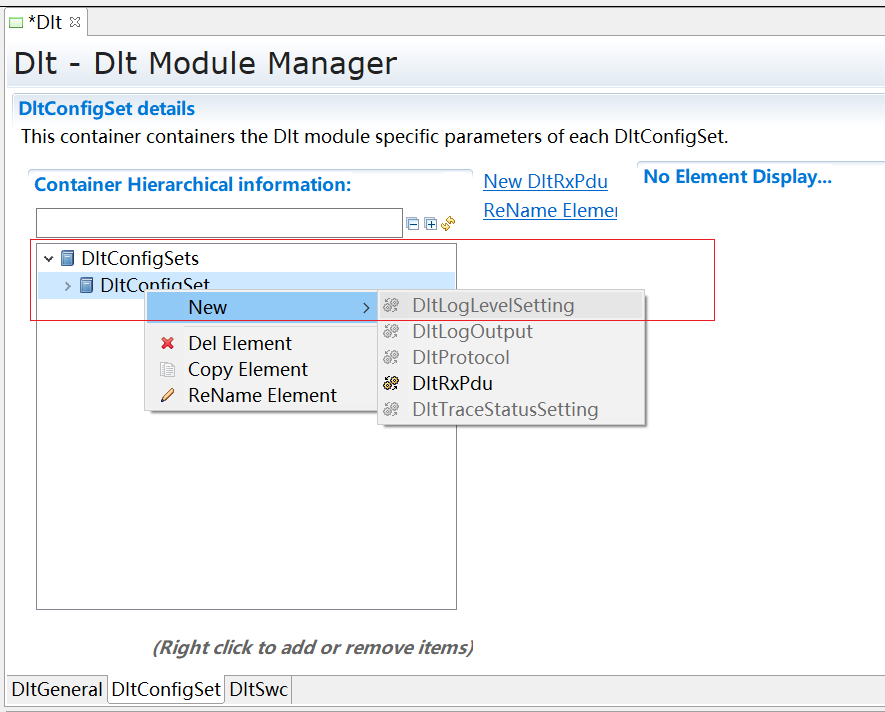 *Dlt
Dlt - Dlt Module Manager
DltConfigSet details
This container containers the Dlt module specific parameters of each DltConfigSet.
Container Hierarchical information:
New DltRxPdu
ReName Elemer
No Element Display...
DltConfigSets
DltConfigSet
New
Del Element
Copy Element
ReName Element
DltLogLevelSetting
DltLogOutput
DltProtocol
DltRxPdu
DltTraceStatusSetting
(Right click to add or remove items)
DltGeneral DltConfigSet DltSwc